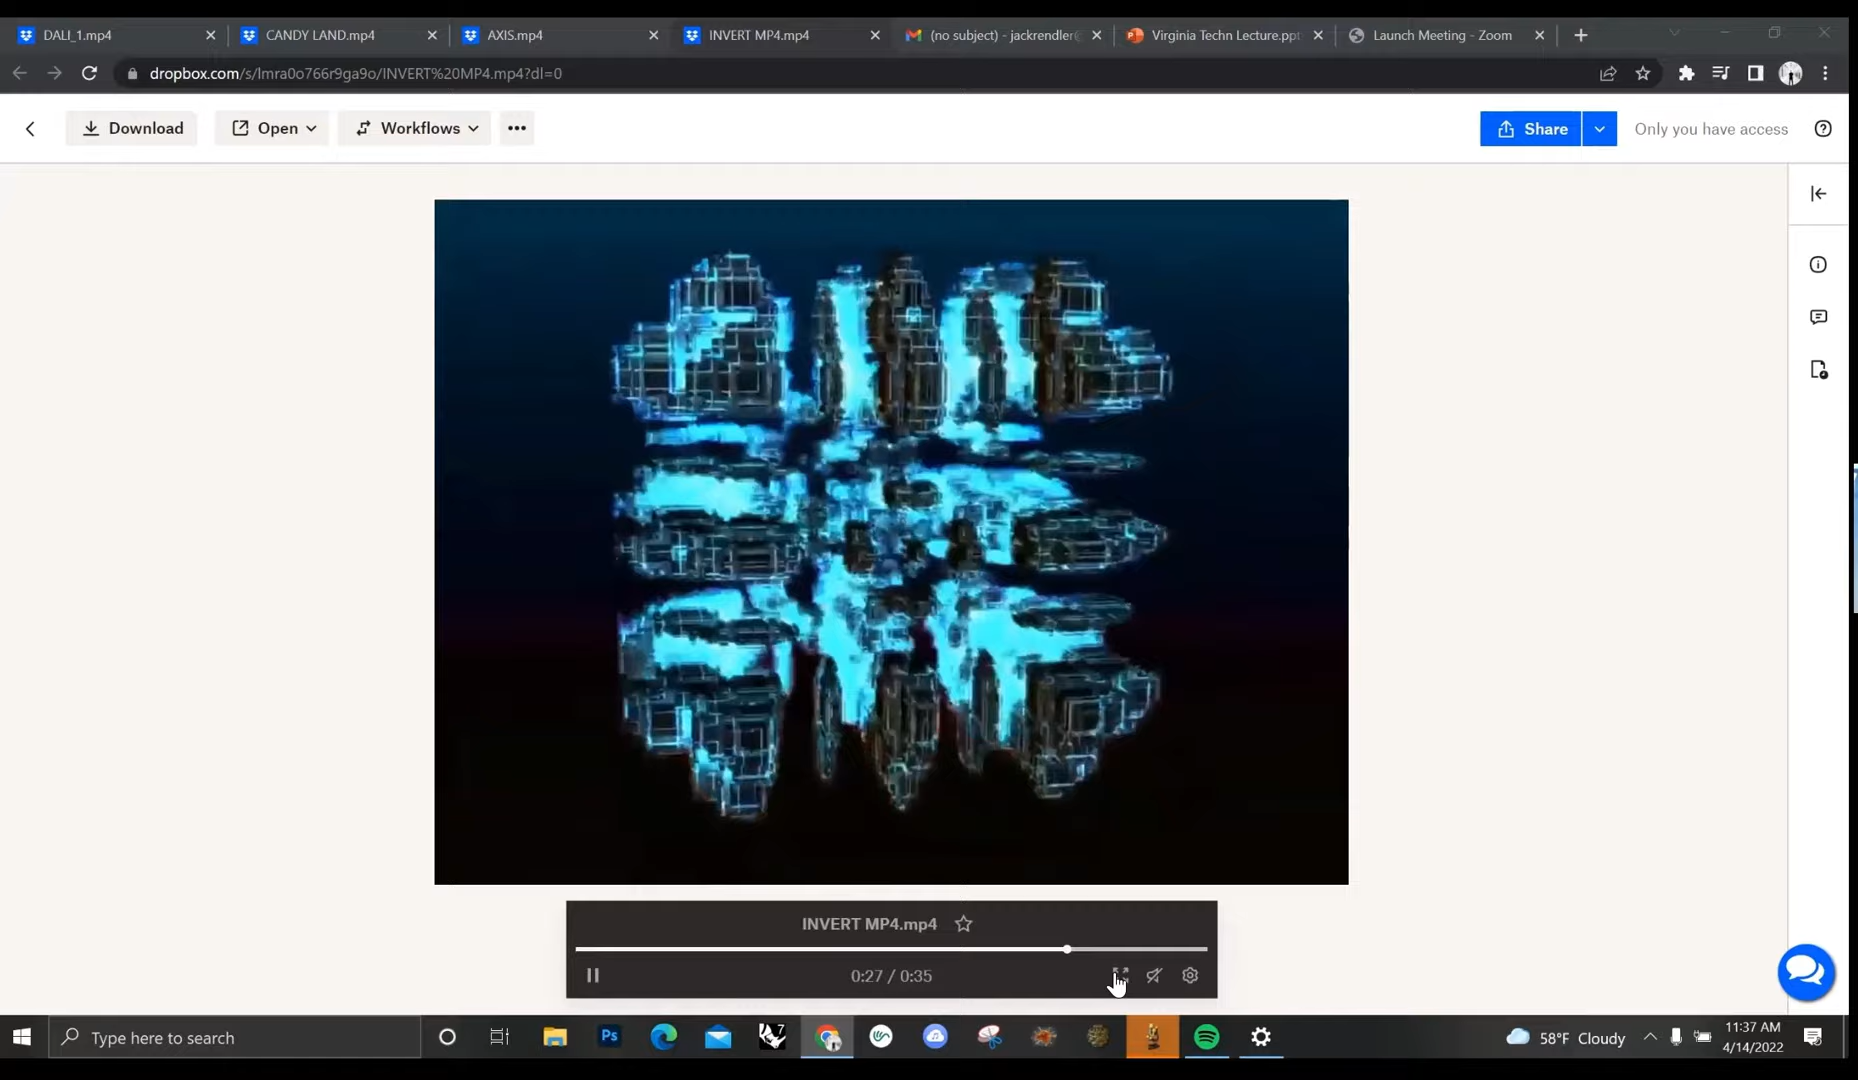 DALI_1.mp4
CANDY LAND.mp4
AXIS.mp4
INVERT MP4.mp4
(no subject) - jackrendler@
Virginia Techn Lecture.ppt
Launch Meeting - Zoom
dropbox.com/s/lmra0o766r9ga9o/INVERT%20MP4.mp4?dl=0
Download
Open
Workflows
Share
Only you have access
INVERT MP4.mp4
0:27 / 0:35
Type here to search
Ps
7
58°F Cloudy
11:37 AM
4/14/2022